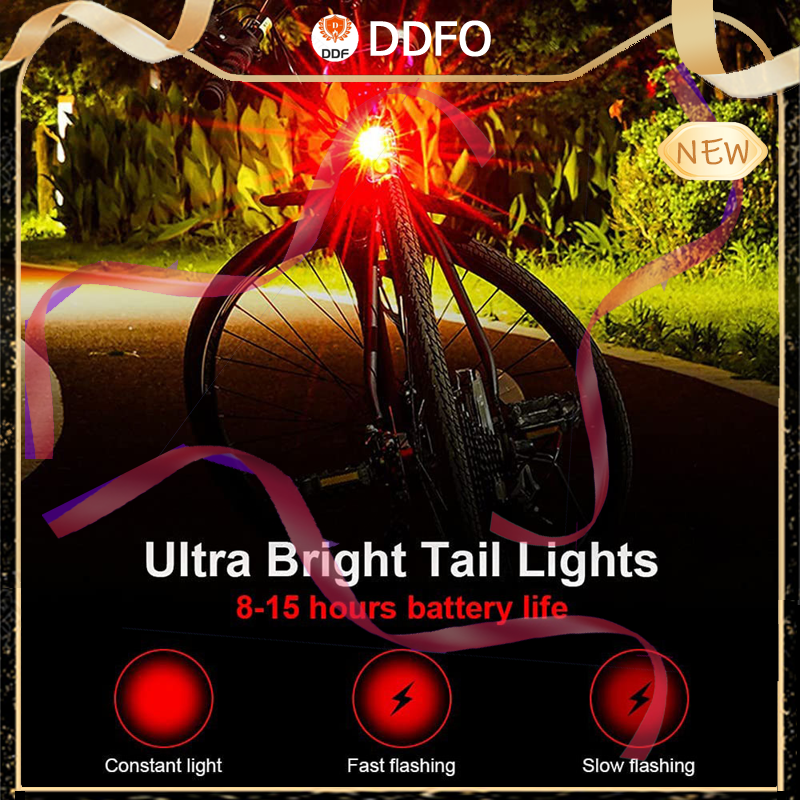 DDF
DDFO
NEW
Ultra Bright Tail Lights
8-15 hours battery life
Constant light
Fast flashing
Slow flashing